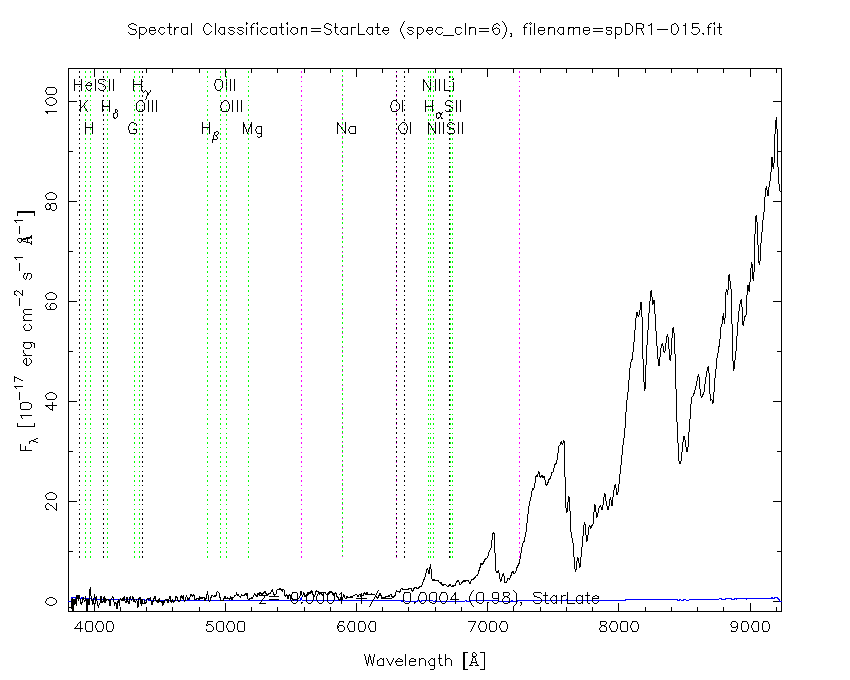 Spectral Classification=StarLate (spec_cln=6), filename=spDR1-015.fit
HeI SII Hγ OIII NII Li
K Hδ OIII OIII OI Hα SII
H G Hβ Mg Na OI NII SII
100
80
60
40
20
0
Fλ [10⁻¹⁷ erg cm⁻² s⁻¹ Å⁻¹]
(0.98), StarLate
4000 5000 6000 7000 8000 9000
Wavelength [Å]